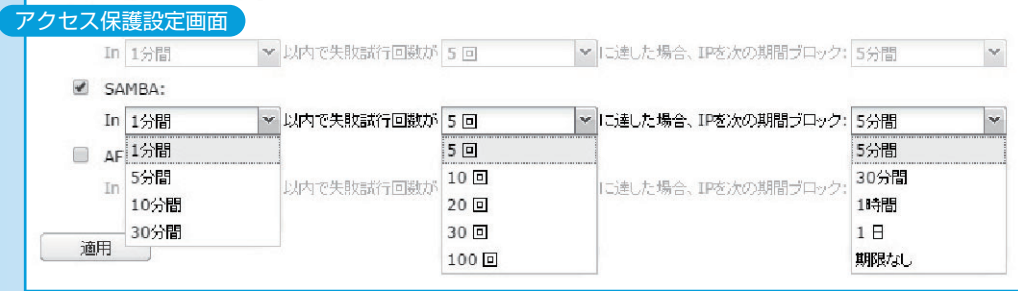 アクセス保護設定画面
In 1分間 以内で失敗試行回数が 5 回 に達した場合、IPを次の期間ブロック: 5分間
SAMBA:
In 1分間 以内で失敗試行回数が 5 回 に達した場合、IPを次の期間ブロック: 5分間
AF 1分間 5 回 5分間
5分間 10 回 30分間
In 以内で失敗試行回数が に達した場合、IPを次の期間ブロック:
10分間 20 回 1時間
30分間 30 回 1 日
適用
100 回 期限なし